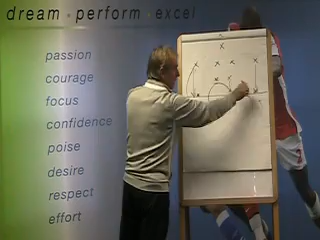 dream · perform · excel
passion
courage
focus
confidence
poise
desire
respect
effort